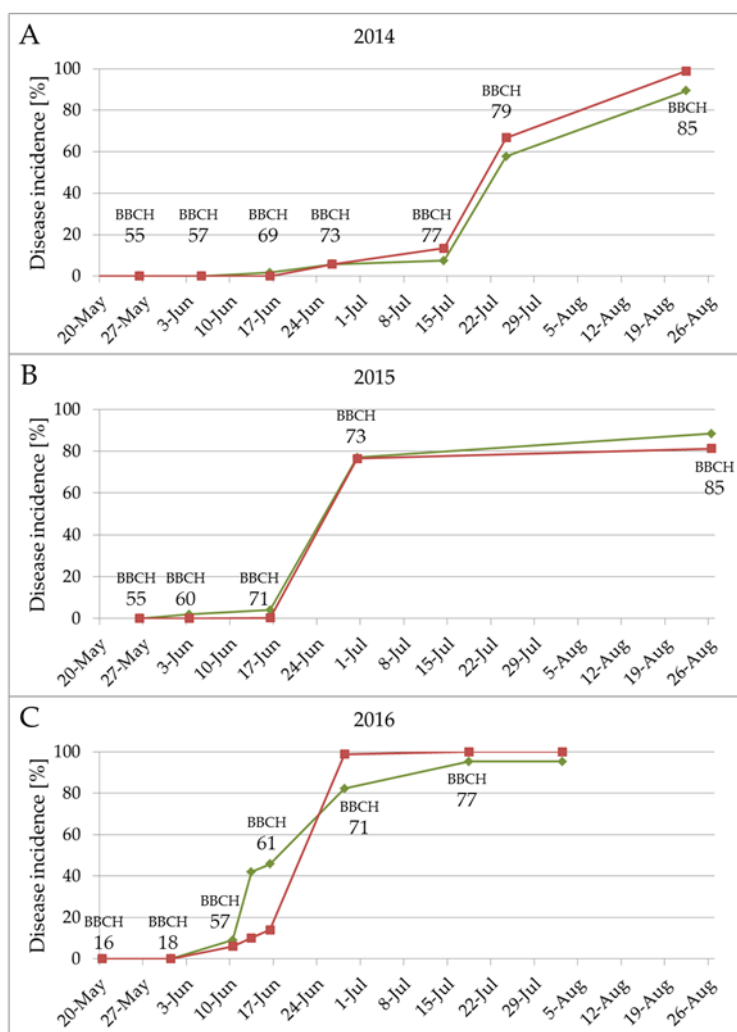 A
2014
Disease incidence [%]
100
80
60
40
20
0
BBCH
55
BBCH
57
BBCH
69
BBCH
73
BBCH
77
BBCH
79
BBCH
85
20-May
27-May
3-Jun
10-Jun
17-Jun
24-Jun
1-Jul
8-Jul
15-Jul
22-Jul
29-Jul
5-Aug
12-Aug
19-Aug
26-Aug
B
2015
Disease incidence [%]
100
80
60
40
20
0
BBCH
55
BBCH
60
BBCH
71
BBCH
73
BBCH
85
20-May
27-May
3-Jun
10-Jun
17-Jun
24-Jun
1-Jul
8-Jul
15-Jul
22-Jul
29-Jul
5-Aug
12-Aug
19-Aug
26-Aug
C
2016
Disease incidence [%]
100
80
60
40
20
0
BBCH
16
BBCH
18
BBCH
57
BBCH
61
BBCH
71
BBCH
77
20-May
27-May
3-Jun
10-Jun
17-Jun
24-Jun
1-Jul
8-Jul
15-Jul
22-Jul
29-Jul
5-Aug
12-Aug
19-Aug
26-Aug